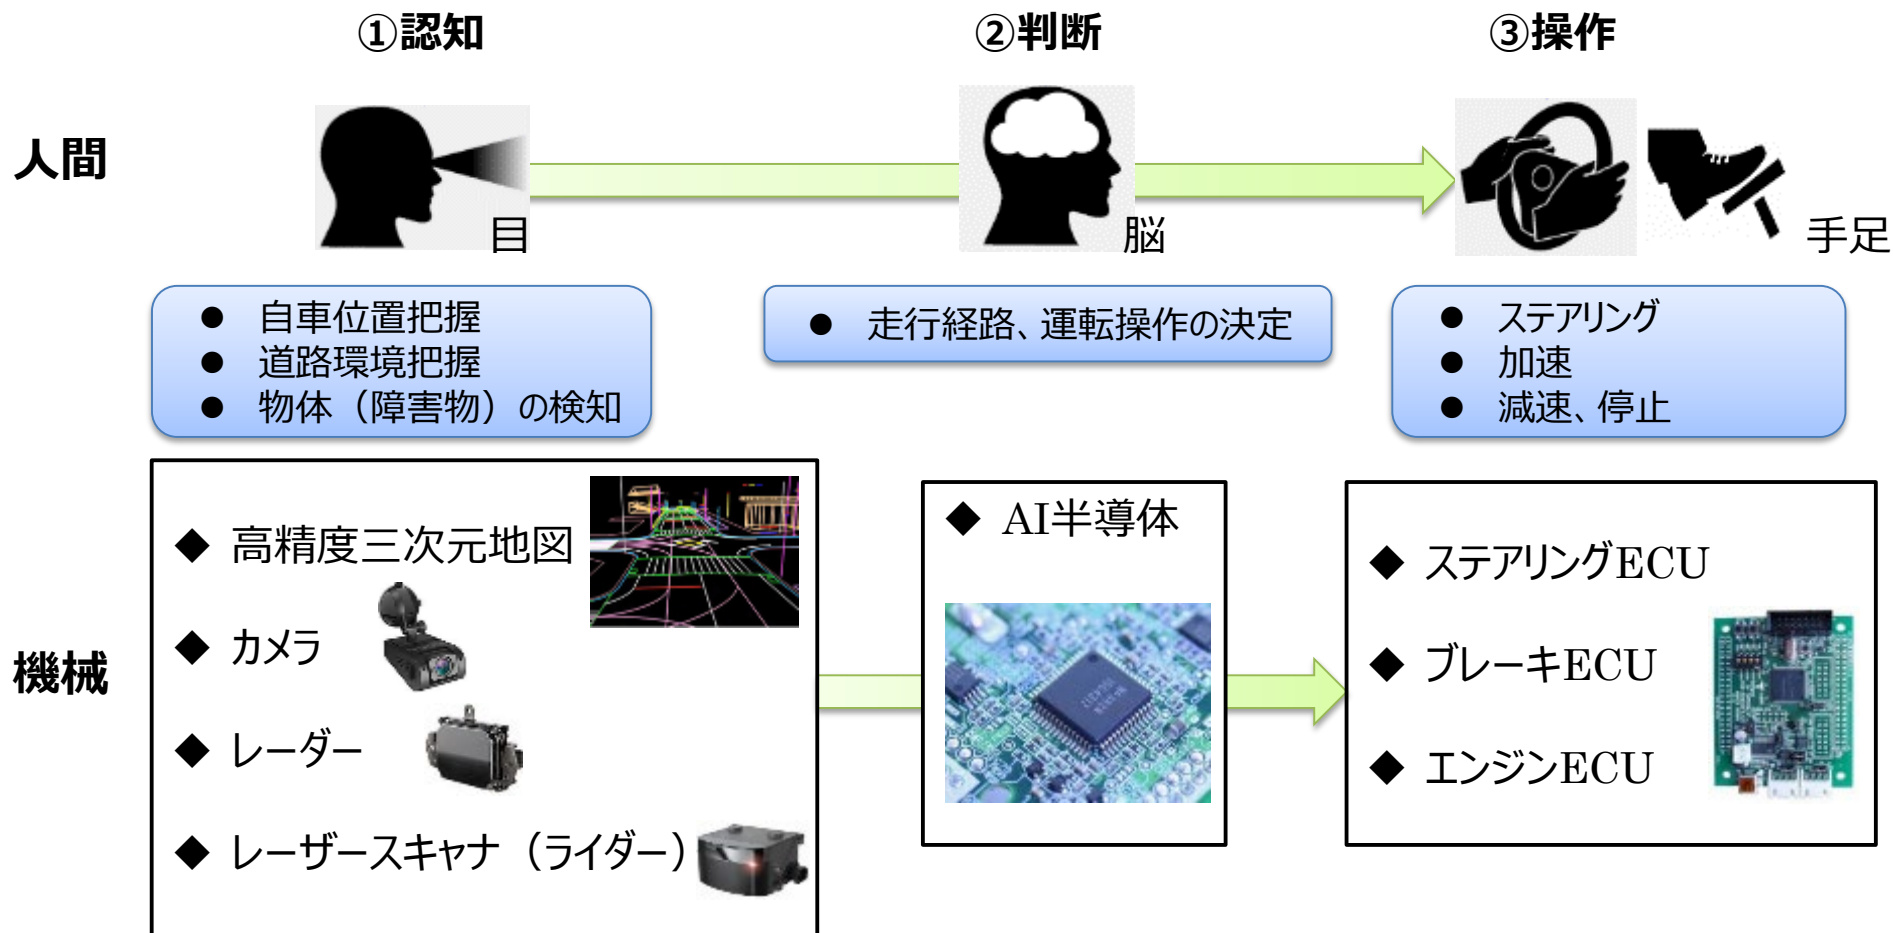 ①認知
②判断
③操作
人間
目
脳
手足
● 自車位置把握
● 道路環境把握
● 物体（障害物）の検知
● 走行経路、運転操作の決定
● ステアリング
● 加速
● 減速、停止
機械
◆ 高精度三次元地図
◆ カメラ
◆ レーダー
◆ レーザースキャナ（ライダー）
◆ AI半導体
◆ ステアリングECU
◆ ブレーキECU
◆ エンジンECU